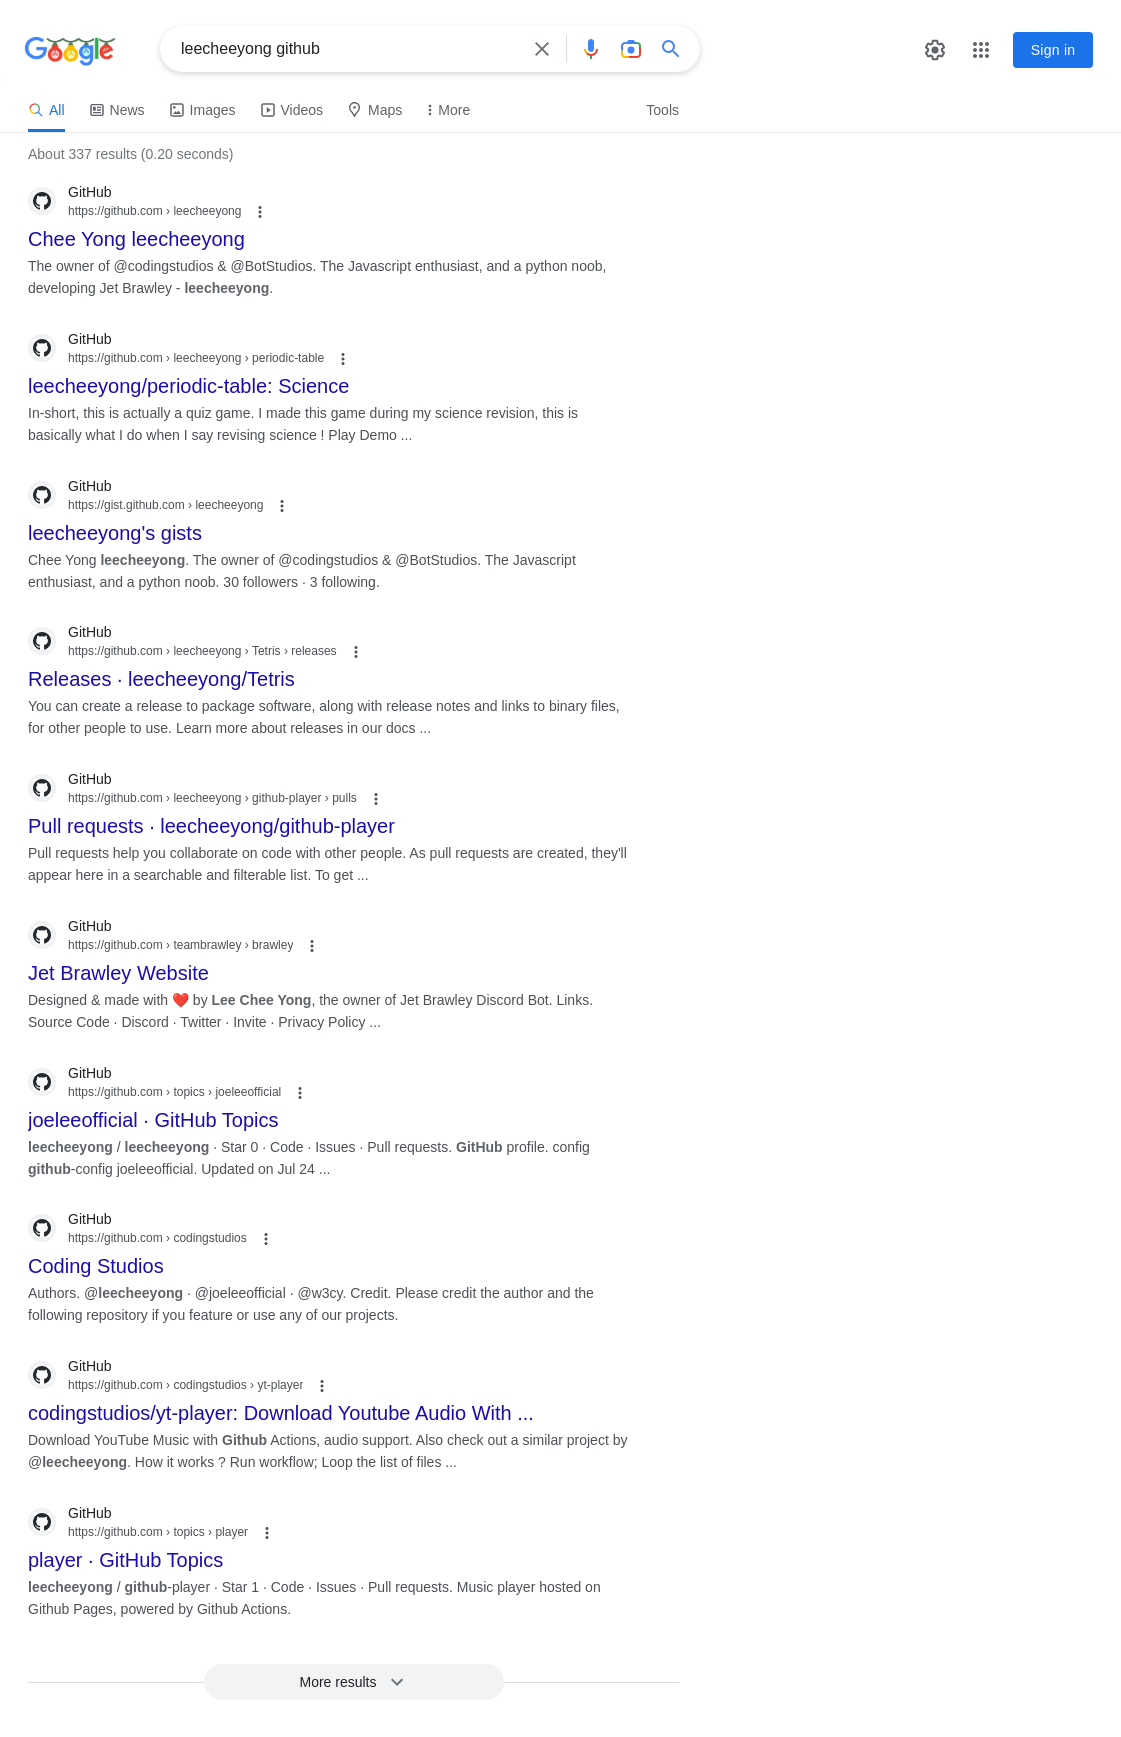 Google
leecheeyong github
Sign in
All
News
Images
Videos
Maps
More
Tools
About 337 results (0.20 seconds)
GitHub
https://github.com › leecheeyong
Chee Yong leecheeyong
The owner of @codingstudios & @BotStudios. The Javascript enthusiast, and a python noob,
developing Jet Brawley - leecheeyong.
GitHub
https://github.com › leecheeyong › periodic-table
leecheeyong/periodic-table: Science
In-short, this is actually a quiz game. I made this game during my science revision, this is
basically what I do when I say revising science ! Play Demo ...
GitHub
https://gist.github.com › leecheeyong
leecheeyong's gists
Chee Yong leecheeyong. The owner of @codingstudios & @BotStudios. The Javascript
enthusiast, and a python noob. 30 followers · 3 following.
GitHub
https://github.com › leecheeyong › Tetris › releases
Releases · leecheeyong/Tetris
You can create a release to package software, along with release notes and links to binary files,
for other people to use. Learn more about releases in our docs ...
GitHub
https://github.com › leecheeyong › github-player › pulls
Pull requests · leecheeyong/github-player
Pull requests help you collaborate on code with other people. As pull requests are created, they'll
appear here in a searchable and filterable list. To get ...
GitHub
https://github.com › teambrawley › brawley
Jet Brawley Website
Designed & made with ❤️ by Lee Chee Yong, the owner of Jet Brawley Discord Bot. Links.
Source Code · Discord · Twitter · Invite · Privacy Policy ...
GitHub
https://github.com › topics › joeleeofficial
joeleeofficial · GitHub Topics
leecheeyong / leecheeyong · Star 0 · Code · Issues · Pull requests. GitHub profile. config
github-config joeleeofficial. Updated on Jul 24 ...
GitHub
https://github.com › codingstudios
Coding Studios
Authors. @leecheeyong · @joeleeofficial · @w3cy. Credit. Please credit the author and the
following repository if you feature or use any of our projects.
GitHub
https://github.com › codingstudios › yt-player
codingstudios/yt-player: Download Youtube Audio With ...
Download YouTube Music with Github Actions, audio support. Also check out a similar project by
@leecheeyong. How it works ? Run workflow; Loop the list of files ...
GitHub
https://github.com › topics › player
player · GitHub Topics
leecheeyong / github-player · Star 1 · Code · Issues · Pull requests. Music player hosted on
Github Pages, powered by Github Actions.
More results